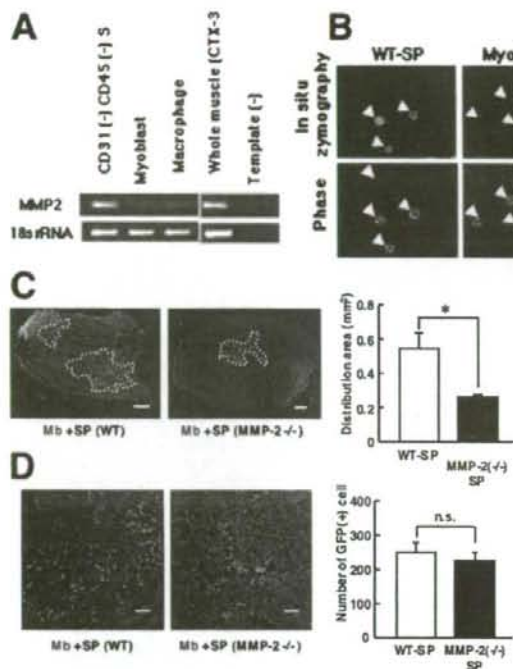 A
CD31 (-) CD45 (-) S
Myoblast
Macrophage
Whole muscle (CTX-3
Template (-)
MMP2
18s rRNA
B
WT-SP
Myo
In situ
zymography
Phase
C
Mb +SP (WT)
Mb +SP (MMP-2 -/-)
Distribution area (mm²)
0.8
0.6
0.4
0.2
0
*
WT-SP
MMP-2(-/-)
SP
D
Mb +SP (WT)
Mb +SP (MMP-2 -/-)
Number of GFP(+) cell
400
300
200
100
0
n.s.
WT-SP
MMP-2(-/-)
SP